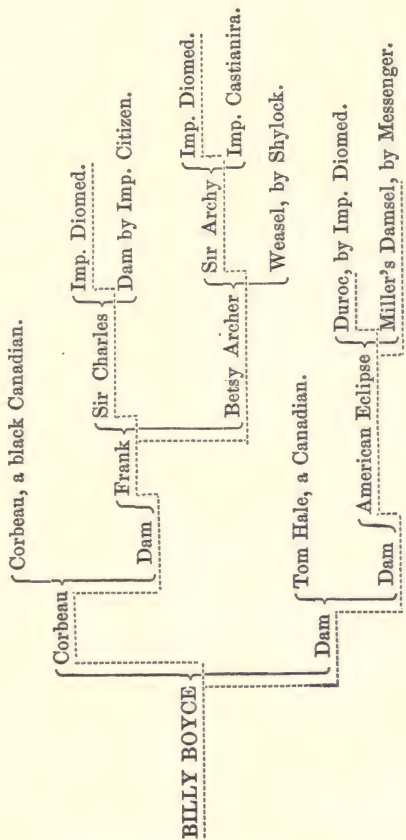 Corbeau, a black Canadian.
Corbeau
Imp. Diomed.
Sir Charles
Dam by Imp. Citizen.
Frank
Dam
Imp. Diomed.
BILLY BOYCE
Sir Archy
Imp. Castianira.
Betsy Archer
Weasel, by Shylock.
Tom Hale, a Canadian.
Dam
Duroc, by Imp. Diomed.
American Eclipse
Miller's Damsel, by Messenger.
Dam